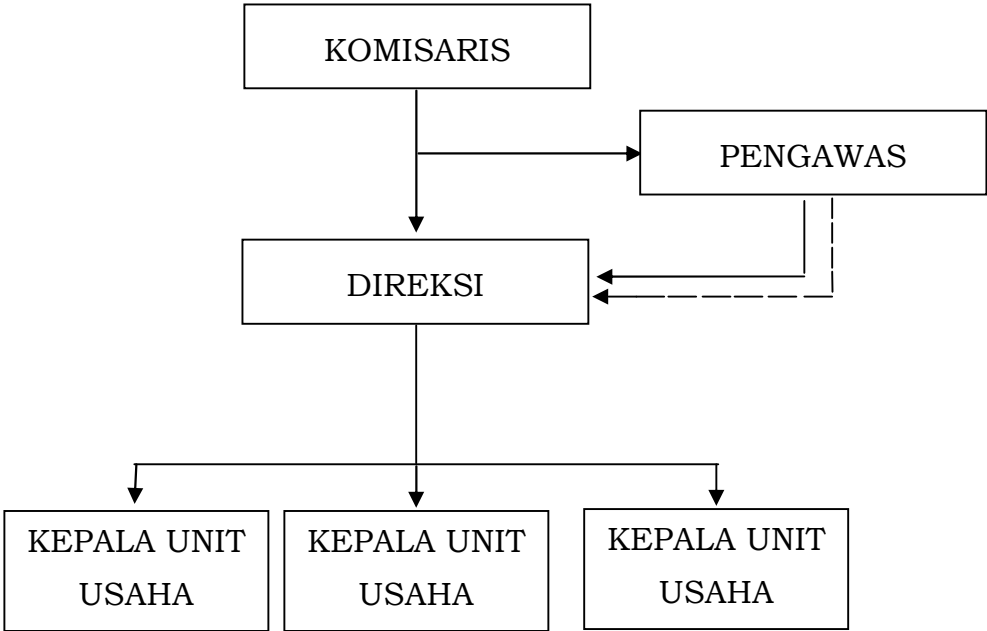 KOMISARIS
PENGAWAS
DIREKSI
KEPALA UNIT
USAHA
KEPALA UNIT
USAHA
KEPALA UNIT
USAHA